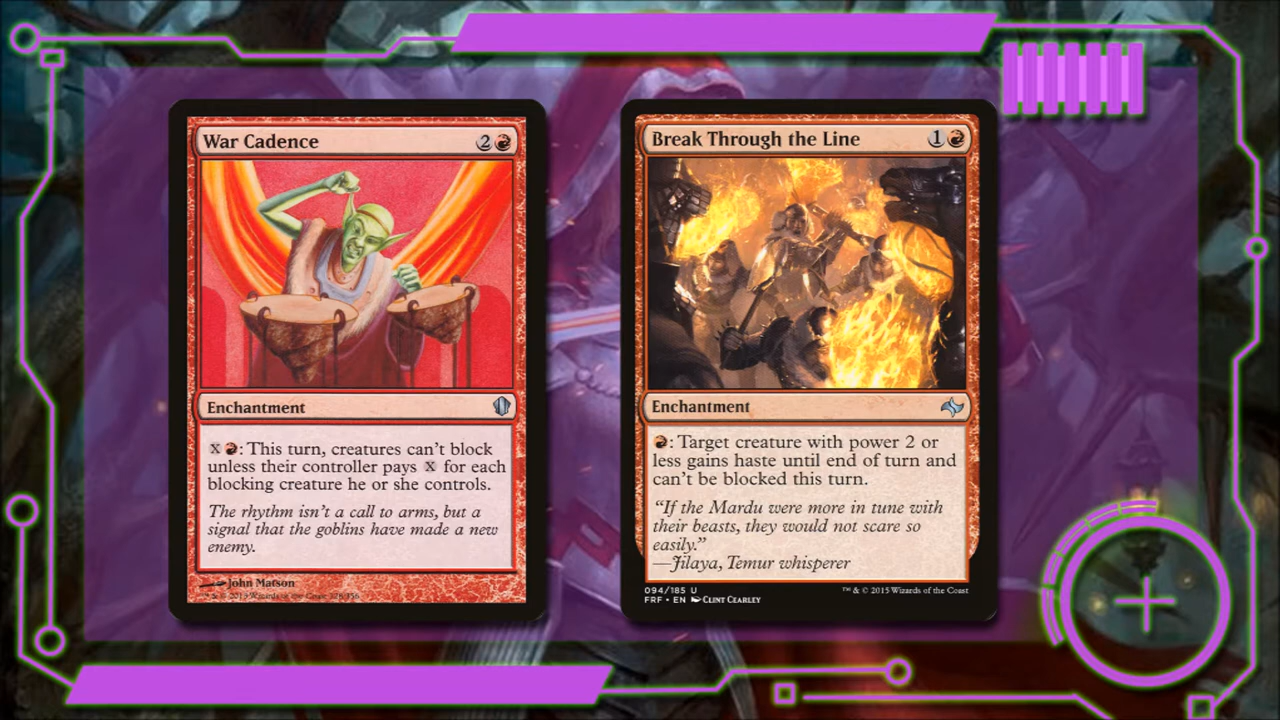 War Cadence 2
Enchantment
X : This turn, creatures can't block
unless their controller pays X for each
blocking creature he or she controls.
The rhythm isn't a call to arms, but a
signal that the goblins have made a new
enemy.
John Matson
Break Through the Line 1
Enchantment
: Target creature with power 2 or
less gains haste until end of turn and
can't be blocked this turn.
"If the Mardu were more in tune with
their beasts, they would not scare so
easily."
—Jilaya, Temur whisperer
094/185 U
FRF • EN Clint Cearley
™ & © 2015 Wizards of the Coast